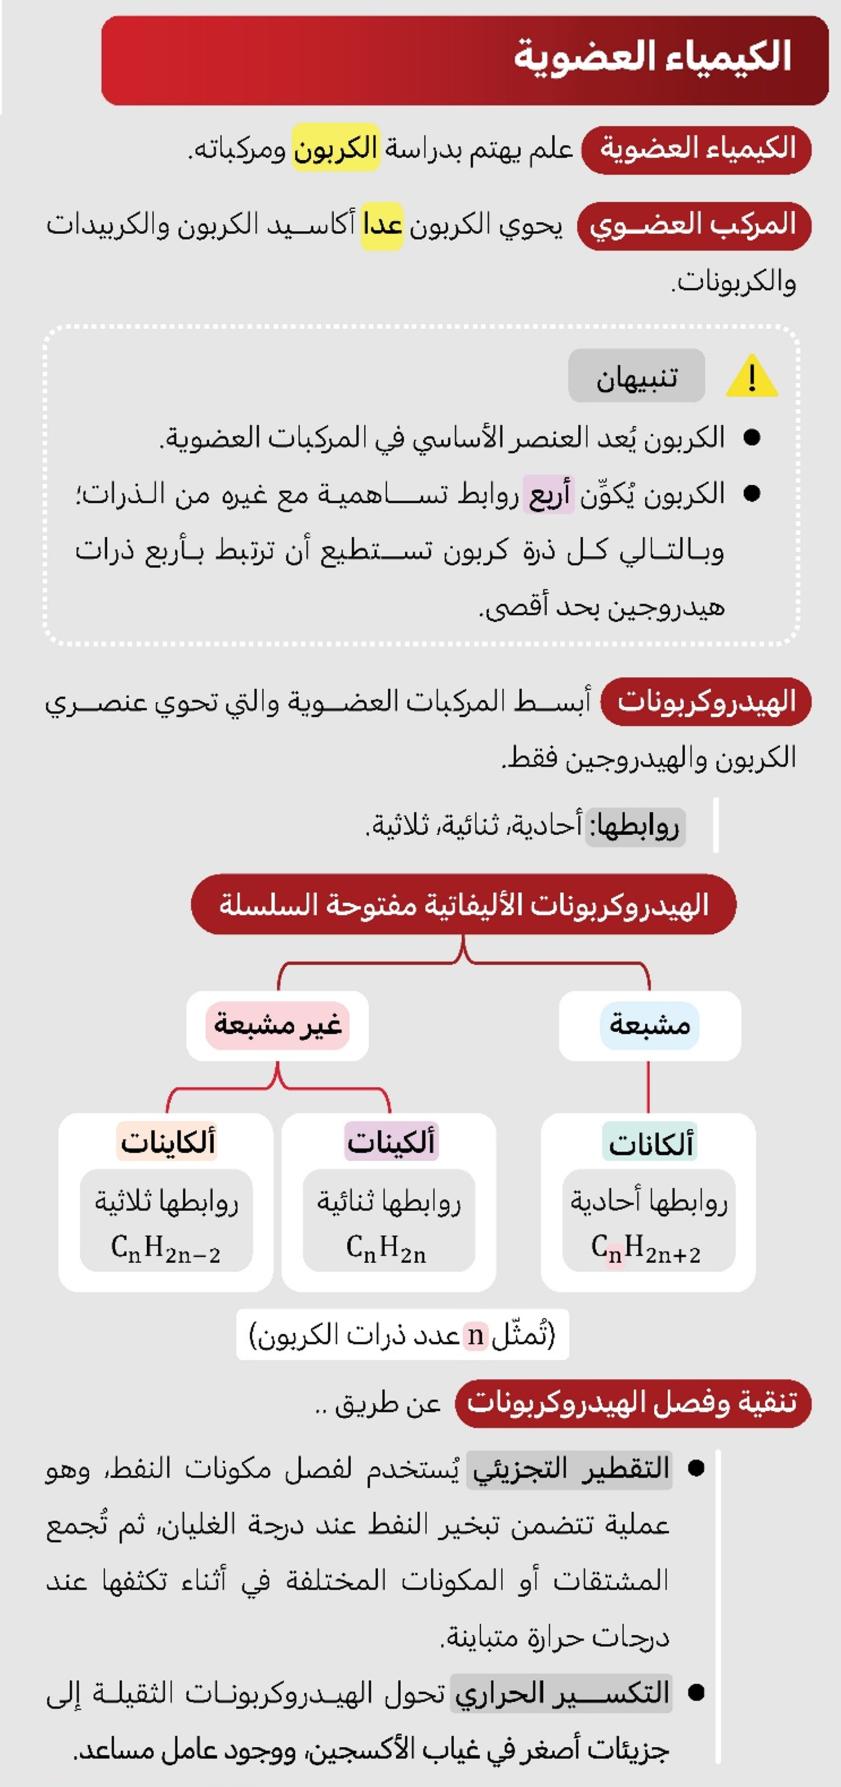 الكيمياء العضوية
الكيمياء العضوية علم يهتم بدراسة الكربون ومركباته.
المركب العضوي يحوي الكربون عدا أكاسيد الكربون والكربيدات
والكربونات.
تنبيهان
● الكربون يُعد العنصر الأساسي في المركبات العضوية.
● الكربون يُكوِّن أربع روابط تساهمية مع غيره من الذرات؛
وبالتالي كل ذرة كربون تستطيع أن ترتبط بأربع ذرات
هيدروجين بحد أقصى.
الهيدروكربونات أبسط المركبات العضوية والتي تحوي عنصري
الكربون والهيدروجين فقط.
روابطها: أحادية، ثنائية، ثلاثية.
الهيدروكربونات الأليفاتية مفتوحة السلسلة
مشبعة
غير مشبعة
ألكانات
روابطها أحادية
CₙH₂ₙ₊₂
ألكينات
روابطها ثنائية
CₙH₂ₙ
ألكاينات
روابطها ثلاثية
CₙH₂ₙ₋₂
(تُمثّل n عدد ذرات الكربون)
تنقية وفصل الهيدروكربونات عن طريق ..
● التقطير التجزيئي يُستخدم لفصل مكونات النفط، وهو
عملية تتضمن تبخير النفط عند درجة الغليان، ثم تُجمع
المشتقات أو المكونات المختلفة في أثناء تكثفها عند
درجات حرارة متباينة.
● التكسير الحراري تحول الهيدروكربونات الثقيلة إلى
جزيئات أصغر في غياب الأكسجين، ووجود عامل مساعد.